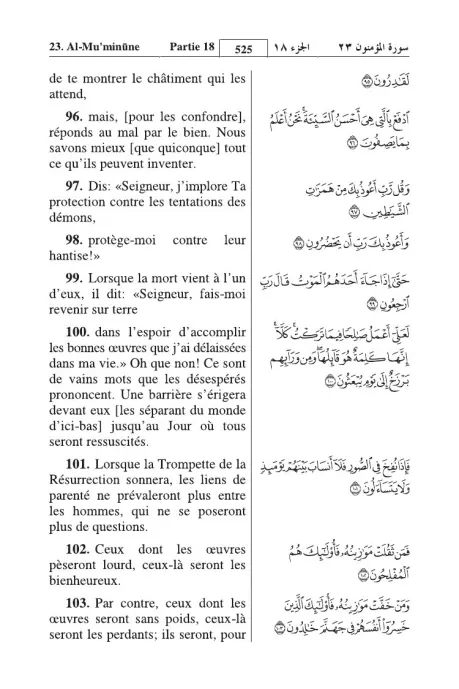 23. Al-Mu'minūne Partie 18 525 الجزء ١٨ سورة المؤمنون ٢٣
de te montrer le châtiment qui les
attend,
96. mais, [pour les confondre],
réponds au mal par le bien. Nous
savons mieux [que quiconque] tout
ce qu'ils peuvent inventer.
97. Dis: «Seigneur, j'implore Ta
protection contre les tentations des
démons,
98. protège-moi contre leur
hantise!»
99. Lorsque la mort vient à l'un
d'eux, il dit: «Seigneur, fais-moi
revenir sur terre
100. dans l'espoir d'accomplir
les bonnes œuvres que j'ai délaissées
dans ma vie.» Oh que non! Ce sont
de vains mots que les désespérés
prononcent. Une barrière s'érigera
devant eux [les séparant du monde
d'ici-bas] jusqu'au Jour où tous
seront ressuscités.
101. Lorsque la Trompette de la
Résurrection sonnera, les liens de
parenté ne prévaleront plus entre
les hommes, qui ne se poseront
plus de questions.
102. Ceux dont les œuvres
pèseront lourd, ceux-là seront les
bienheureux.
103. Par contre, ceux dont les
œuvres seront sans poids, ceux-là
seront les perdants; ils seront, pour
لَقَٰدِرُونَ ٩٥
ٱدْفَعْ بِٱلَّتِى هِىَ أَحْسَنُ ٱلسَّيِّئَةَ ۚ نَحْنُ أَعْلَمُ
بِمَا يَصِفُونَ ٩٦
وَقُل رَّبِّ أَعُوذُ بِكَ مِنْ هَمَزَٰتِ
ٱلشَّيَٰطِينِ ٩٧
وَأَعُوذُ بِكَ رَبِّ أَن يَحْضُرُونِ ٩٨
حَتَّىٰٓ إِذَا جَآءَ أَحَدَهُمُ ٱلْمَوْتُ قَالَ رَبِّ
ٱرْجِعُونِ ٩٩
لَعَلِّىٓ أَعْمَلُ صَٰلِحًا فِيمَا تَرَكْتُ ۚ كَلَّآ ۚ
إِنَّهَا كَلِمَةٌ هُوَ قَآئِلُهَا ۖ وَمِن وَرَآئِهِم
بَرْزَخٌ إِلَىٰ يَوْمِ يُبْعَثُونَ ١٠٠
فَإِذَا نُفِخَ فِى ٱلصُّورِ فَلَآ أَنسَابَ بَيْنَهُمْ يَوْمَئِذٍ
وَلَا يَتَسَآءَلُونَ ١٠١
فَمَن ثَقُلَتْ مَوَٰزِينُهُۥ فَأُو۟لَٰٓئِكَ هُمُ
ٱلْمُفْلِحُونَ ١٠٢
وَمَنْ خَفَّتْ مَوَٰزِينُهُۥ فَأُو۟لَٰٓئِكَ ٱلَّذِينَ
خَسِرُوٓا۟ أَنفُسَهُمْ فِى جَهَنَّمَ خَٰلِدُونَ ١٠٣